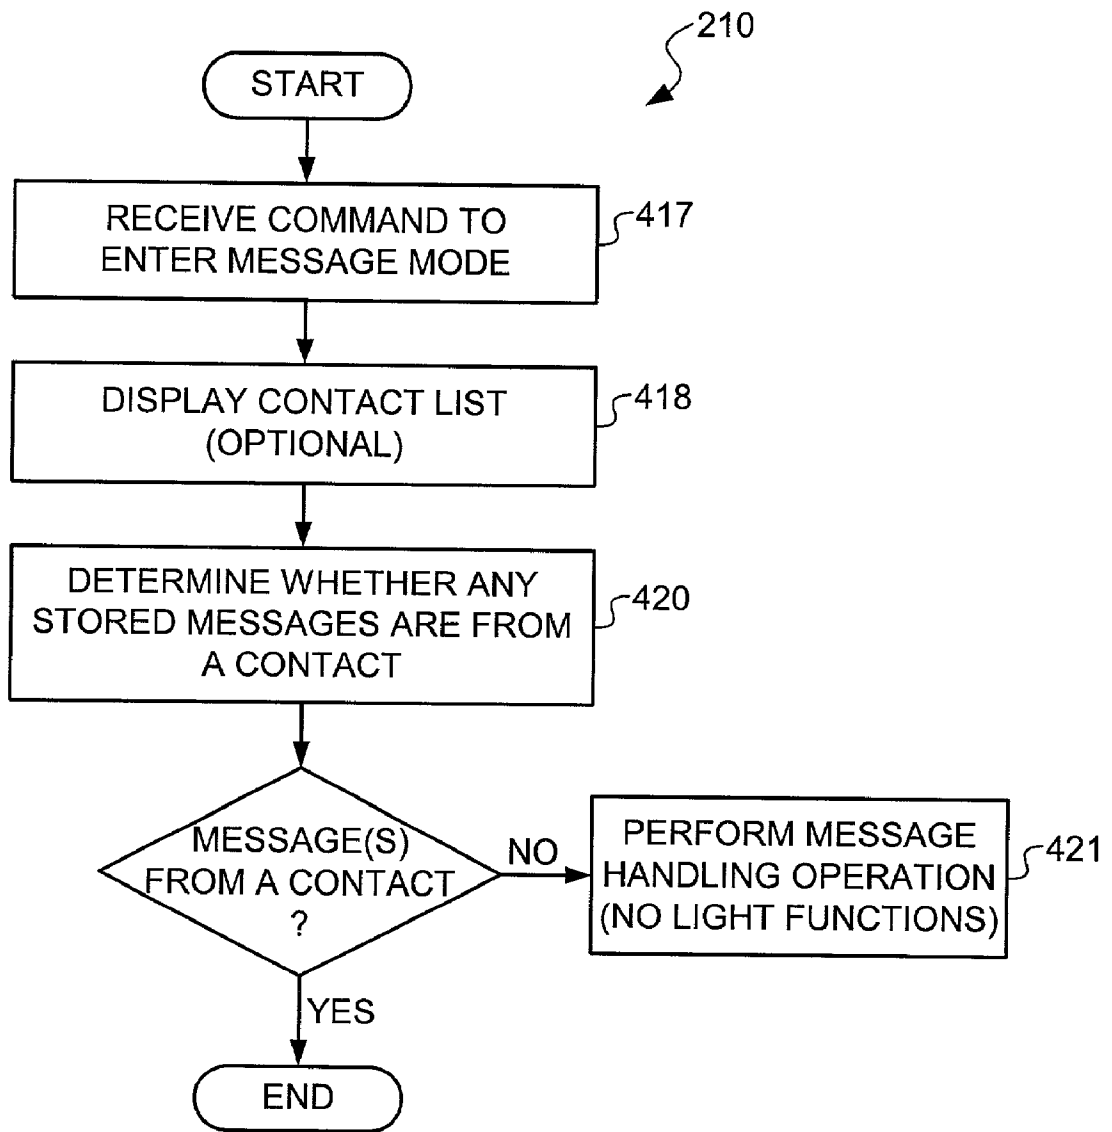 210
START
RECEIVE COMMAND TO
ENTER MESSAGE MODE
417
DISPLAY CONTACT LIST
(OPTIONAL)
418
DETERMINE WHETHER ANY
STORED MESSAGES ARE FROM
A CONTACT
420
MESSAGE(S)
FROM A CONTACT
?
NO
PERFORM MESSAGE
HANDLING OPERATION
(NO LIGHT FUNCTIONS)
421
YES
END